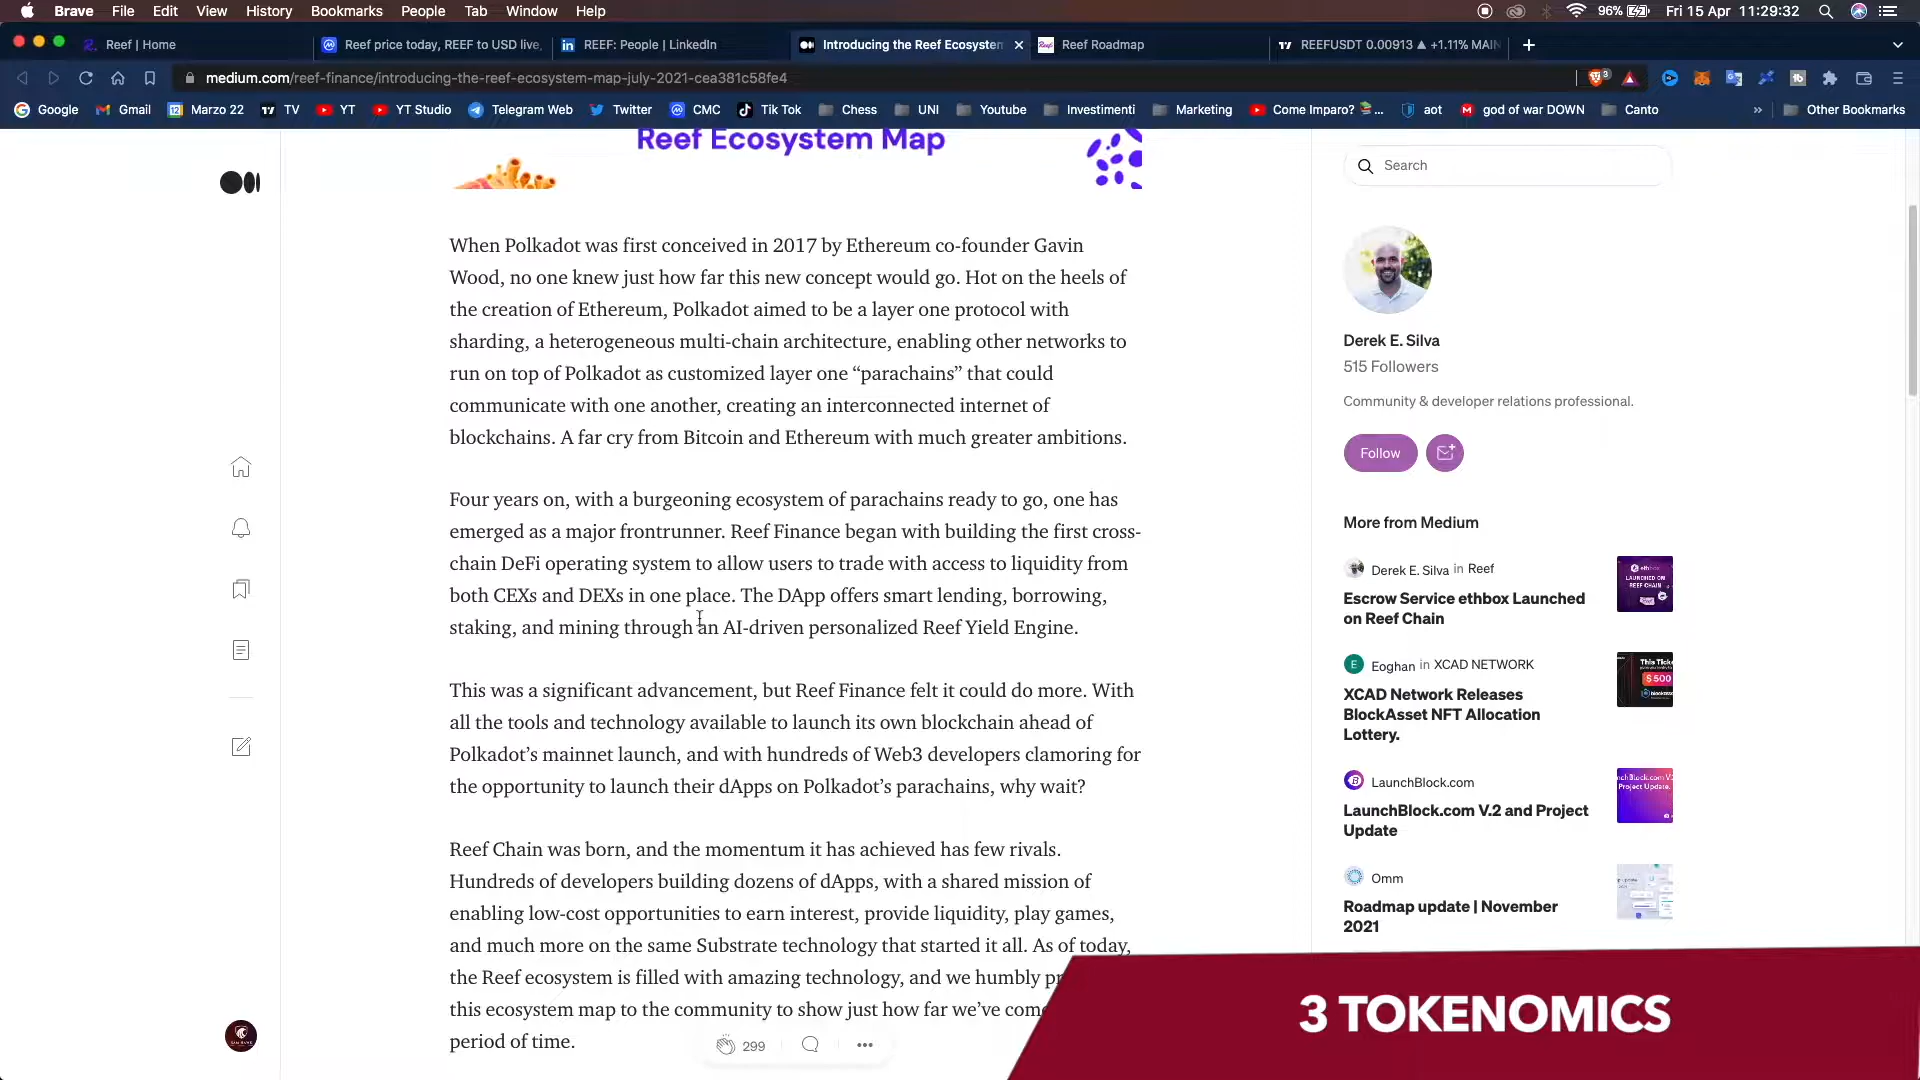 Brave File Edit View History Bookmarks People Tab Window Help 96% Fri 15 Apr 11:29:32
Reef | Home Reef price today, REEF to USD live, REEF: People | LinkedIn Introducing the Reef Ecosystem Reef Roadmap REEFUSDT 0.00913 ▲ +1.11% MAIN
medium.com/reef-finance/introducing-the-reef-ecosystem-map-july-2021-cea381c58fe4
Google Gmail Marzo 22 TV YT YT Studio Telegram Web Twitter CMC Tik Tok Chess UNI Youtube Investimenti Marketing Come Imparo? ... aot god of war DOWN Canto » Other Bookmarks
Reef Ecosystem Map
Search
When Polkadot was first conceived in 2017 by Ethereum co-founder Gavin
Wood, no one knew just how far this new concept would go. Hot on the heels of
the creation of Ethereum, Polkadot aimed to be a layer one protocol with
sharding, a heterogeneous multi-chain architecture, enabling other networks to
run on top of Polkadot as customized layer one “parachains” that could
communicate with one another, creating an interconnected internet of
blockchains. A far cry from Bitcoin and Ethereum with much greater ambitions.
Four years on, with a burgeoning ecosystem of parachains ready to go, one has
emerged as a major frontrunner. Reef Finance began with building the first cross-
chain DeFi operating system to allow users to trade with access to liquidity from
both CEXs and DEXs in one place. The DApp offers smart lending, borrowing,
staking, and mining through an AI-driven personalized Reef Yield Engine.
This was a significant advancement, but Reef Finance felt it could do more. With
all the tools and technology available to launch its own blockchain ahead of
Polkadot’s mainnet launch, and with hundreds of Web3 developers clamoring for
the opportunity to launch their dApps on Polkadot’s parachains, why wait?
Reef Chain was born, and the momentum it has achieved has few rivals.
Hundreds of developers building dozens of dApps, with a shared mission of
enabling low-cost opportunities to earn interest, provide liquidity, play games,
and much more on the same Substrate technology that started it all. As of today,
the Reef ecosystem is filled with amazing technology, and we humbly pr
this ecosystem map to the community to show just how far we’ve come
period of time.
299
Derek E. Silva
515 Followers
Community & developer relations professional.
Follow
More from Medium
Derek E. Silva in Reef
Escrow Service ethbox Launched
on Reef Chain
ethbox
LAUNCHED ON
REEF CHAIN
E Eoghan in XCAD NETWORK
XCAD Network Releases
BlockAsset NFT Allocation
Lottery.
This Tick
$ 500
LaunchBlock.com
LaunchBlock.com V.2 and Project
Update
Project Update.
Omm
Roadmap update | November
2021
3 TOKENOMICS